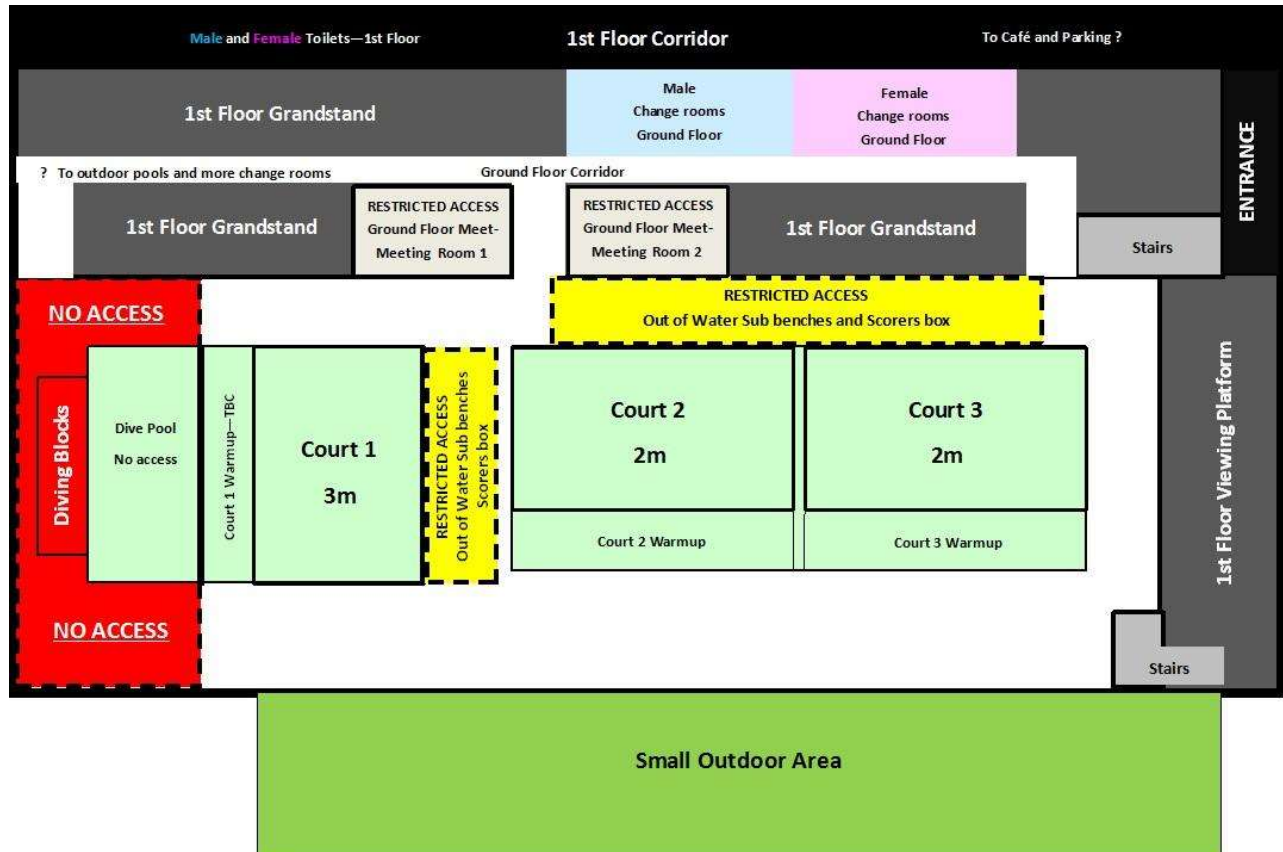 Male and Female Toilets—1st Floor
1st Floor Corridor
To Café and Parking ?
1st Floor Grandstand
Male
Change rooms
Ground Floor
Female
Change rooms
Ground Floor
ENTRANCE
? To outdoor pools and more change rooms
Ground Floor Corridor
1st Floor Grandstand
RESTRICTED ACCESS
Ground Floor Meet-
Meeting Room 1
RESTRICTED ACCESS
Ground Floor Meet-
Meeting Room 2
1st Floor Grandstand
Stairs
NO ACCESS
RESTRICTED ACCESS
Out of Water Sub benches and Scorers box
Diving Blocks
Dive Pool
No access
Court 1 Warmup—TBC
Court 1
3m
RESTRICTED ACCESS
Out of Water Sub benches
Scorers box
Court 2
2m
Court 3
2m
1st Floor Viewing Platform
Court 2 Warmup
Court 3 Warmup
NO ACCESS
Stairs
Small Outdoor Area